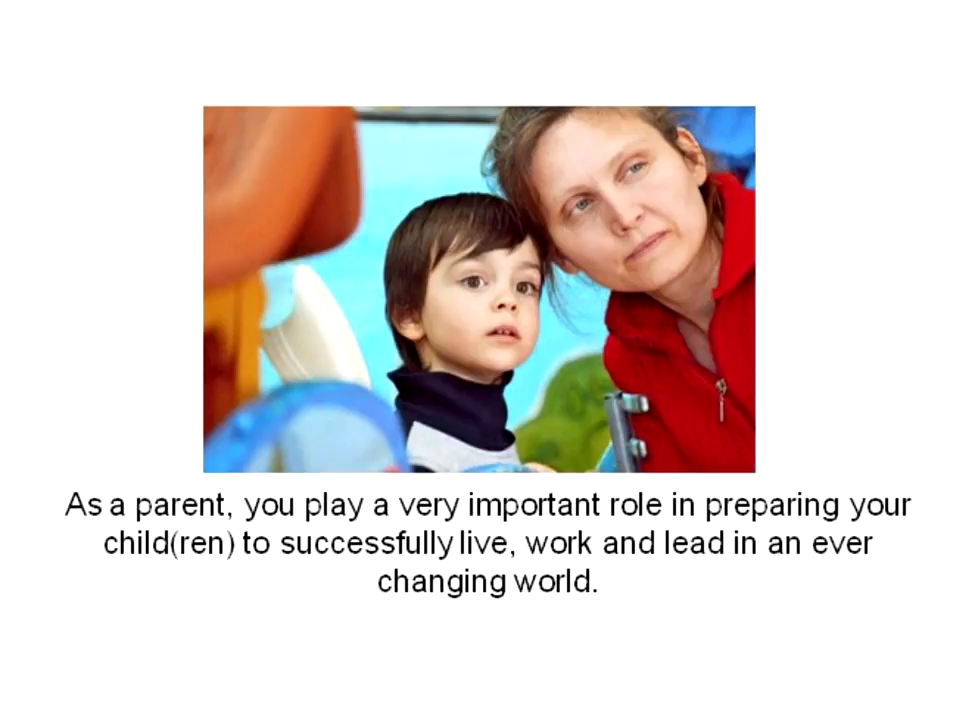 As a parent, you play a very important role in preparing your
child(ren) to successfully live, work and lead in an ever
changing world.